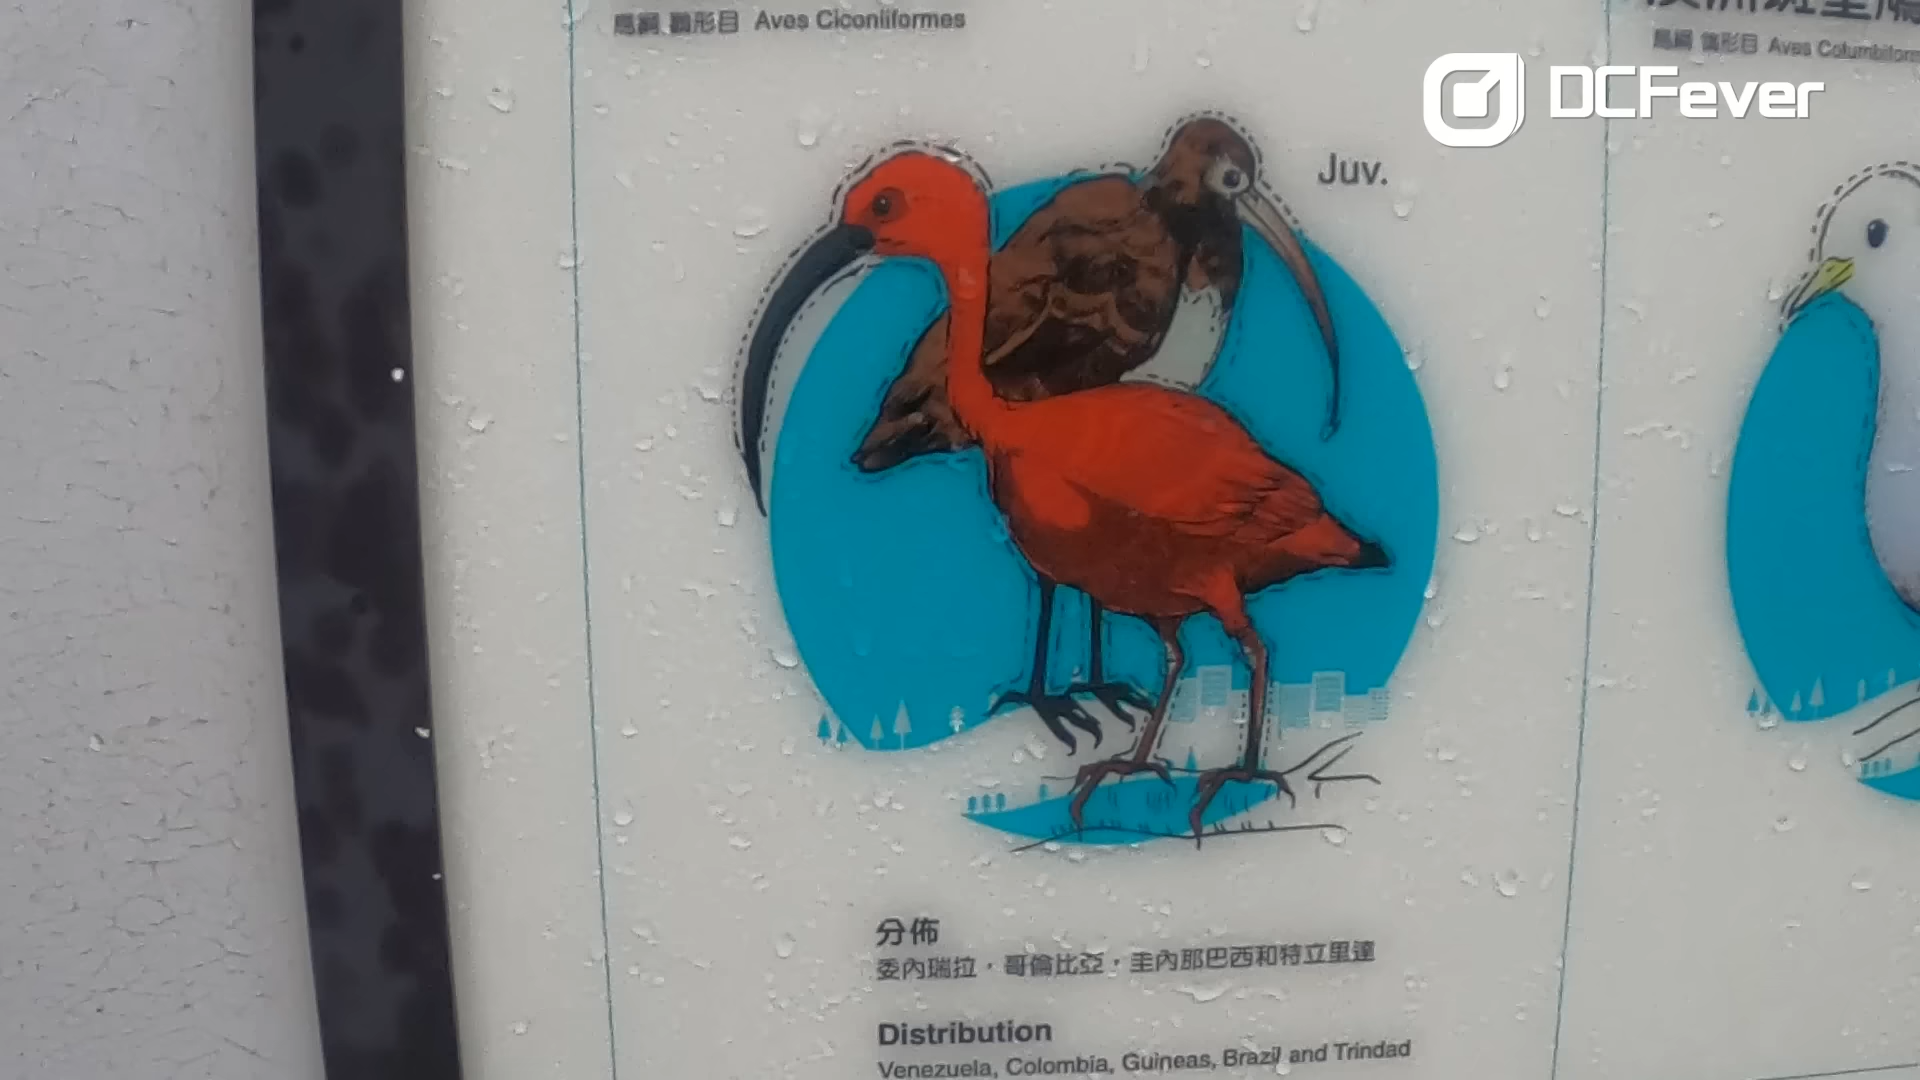 鳥綱 鸛形目 Aves Ciconiiformes
鳥綱 鴿形目 Aves Columbiform
DCFever
Juv.
分佈
委內瑞拉，哥倫比亞，圭內那巴西和特立里達
Distribution
Venezuela, Colombia, Guineas, Brazil and Trindad